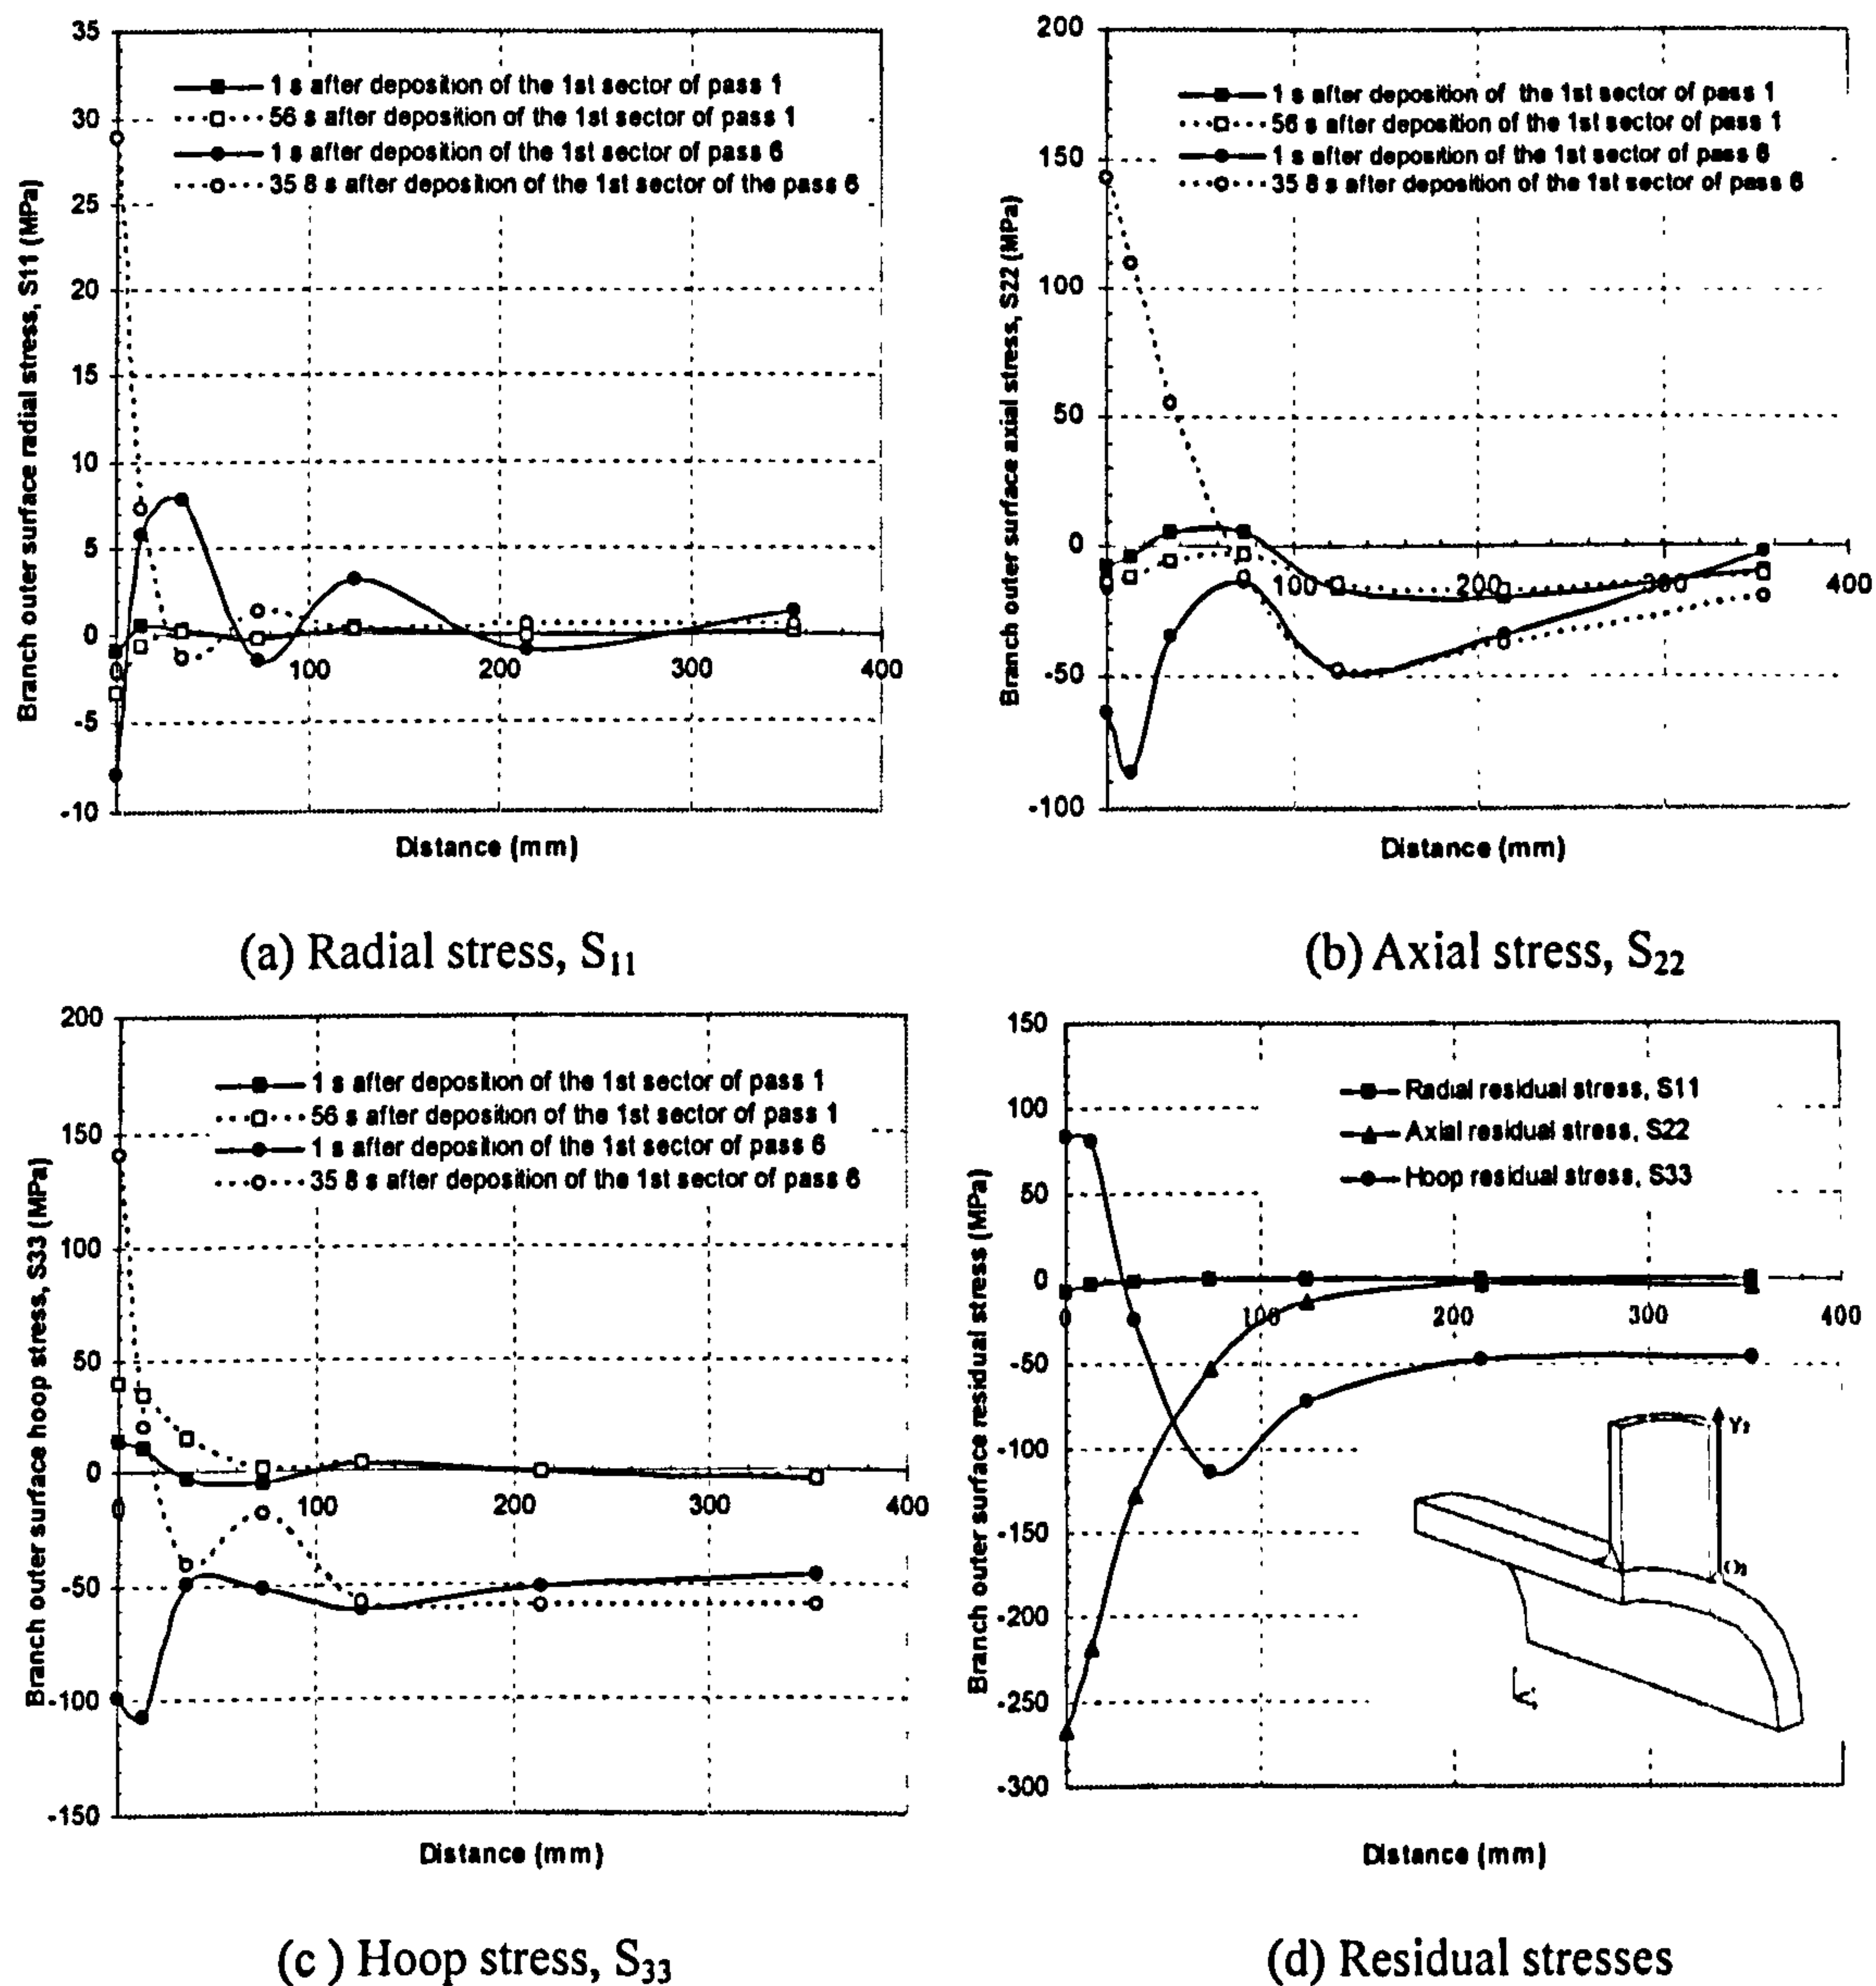 35
30
25
20
15
10
5
0
-5
-10
100
200
300
400
Branch outer surface radial stress, S11 (MPa)
1 s after deposition of the 1st sector of pass 1
56 s after deposition of the 1st sector of pass 1
1 s after deposition of the 1st sector of pass 6
35 8 s after deposition of the 1st sector of the pass 6
Distance (mm)
(a) Radial stress, S11
200
150
100
50
0
-50
-100
100
200
300
400
Branch outer surface axial stress, S22 (MPa)
1 s after deposition of the 1st sector of pass 1
56 s after deposition of the 1st sector of pass 1
1 s after deposition of the 1st sector of pass 6
35 8 s after deposition of the 1st sector of pass 6
Distance (mm)
(b) Axial stress, S22
200
150
100
50
0
-50
-100
-150
0
100
200
300
400
Branch outer surface hoop stress, S33 (MPa)
1 s after deposition of the 1st sector of pass 1
56 s after deposition of the 1st sector of pass 1
1 s after deposition of the 1st sector of pass 6
35 8 s after deposition of the 1st sector of pass 6
Distance (mm)
(c ) Hoop stress, S33
150
100
50
0
-50
-100
-150
-200
-250
-300
0
100
200
300
400
Branch outer surface residual stress (MPa)
Radial residual stress, S11
Axial residual stress, S22
Hoop residual stress, S33
Distance (mm)
(d) Residual stresses